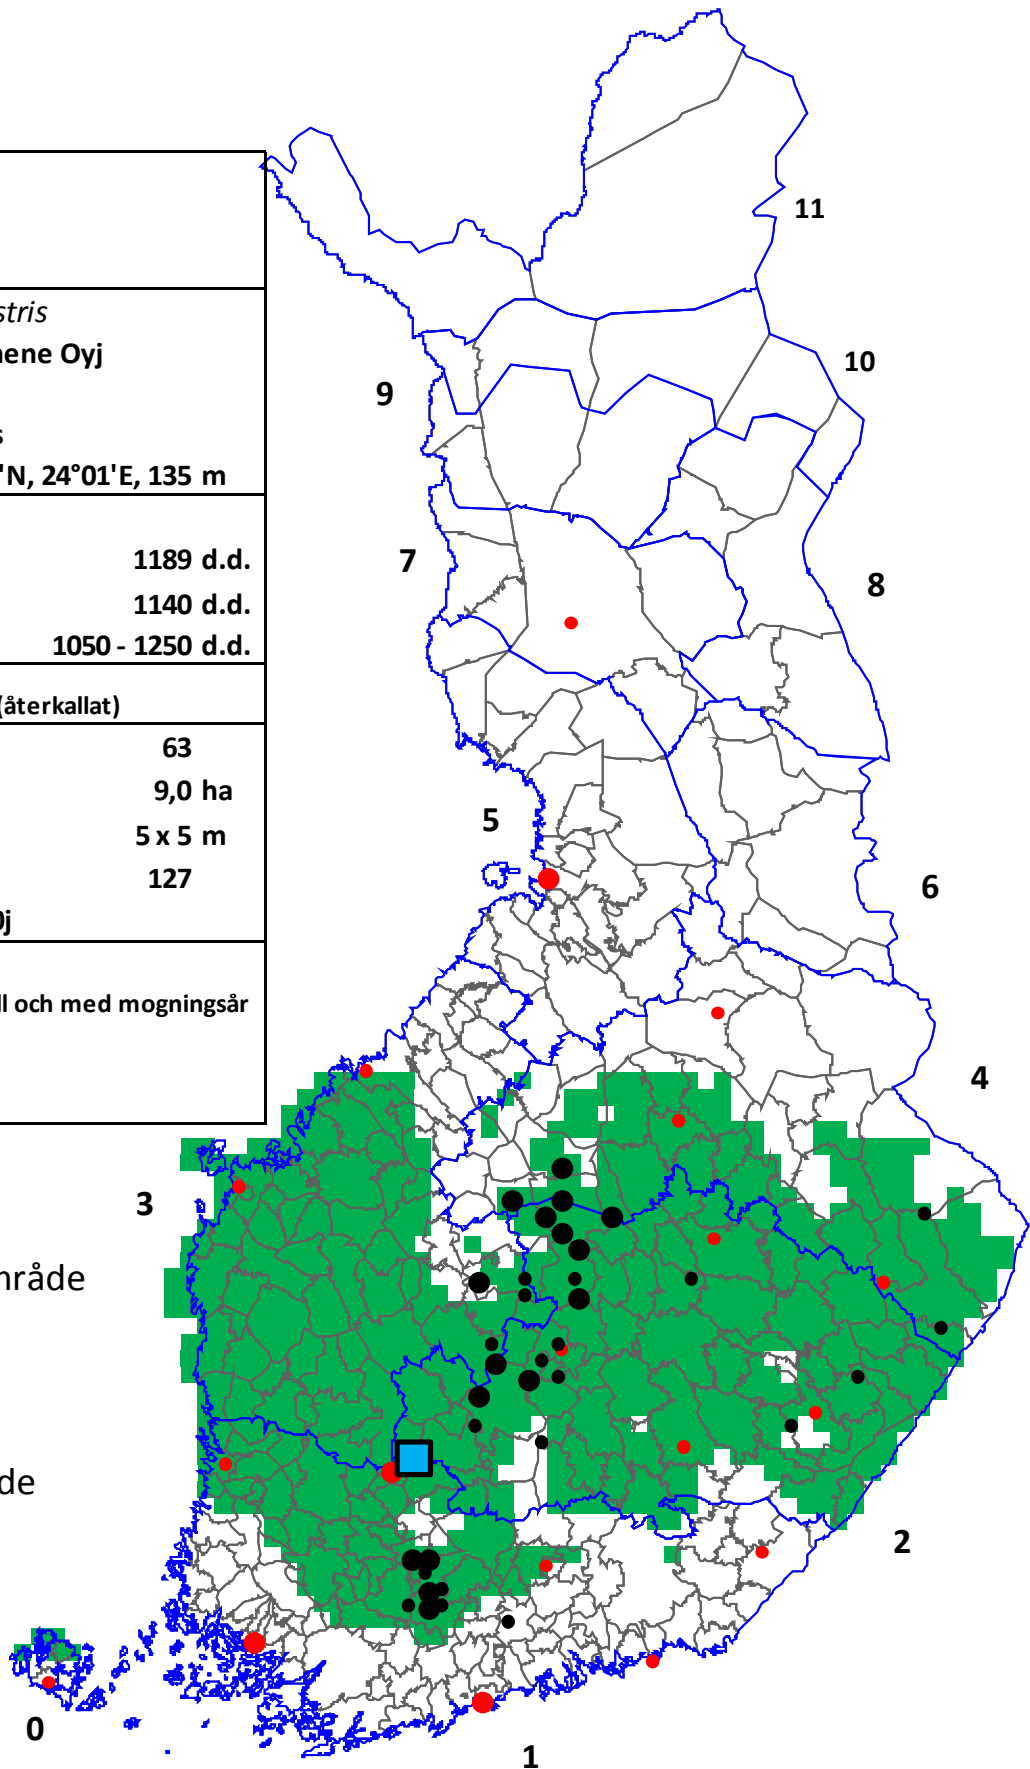 stris
nene Oyj
s
'N, 24°01'E, 135 m
1189 d.d.
1140 d.d.
1050 - 1250 d.d.
(återkallat)
63
9,0 ha
5 x 5 m
127
Oj
ll och med mogningsår
mråde
de
11
10
9
7
8
5
6
4
3
2
0
1